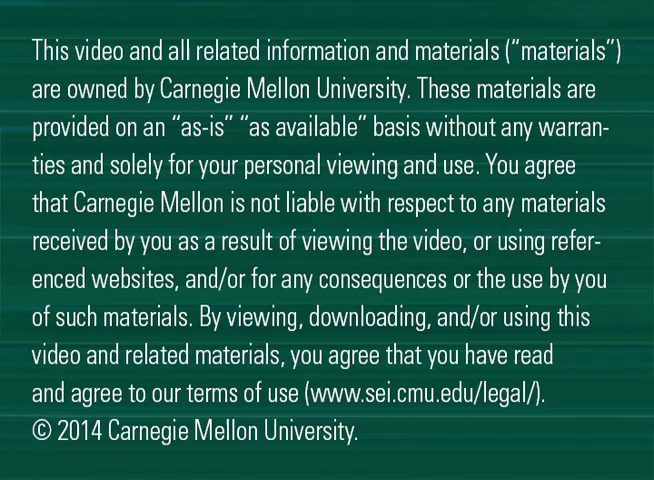 This video and all related information and materials (“materials”)
are owned by Carnegie Mellon University. These materials are
provided on an “as-is” “as available” basis without any warran-
ties and solely for your personal viewing and use. You agree
that Carnegie Mellon is not liable with respect to any materials
received by you as a result of viewing the video, or using refer-
enced websites, and/or for any consequences or the use by you
of such materials. By viewing, downloading, and/or using this
video and related materials, you agree that you have read
and agree to our terms of use (www.sei.cmu.edu/legal/).
© 2014 Carnegie Mellon University.